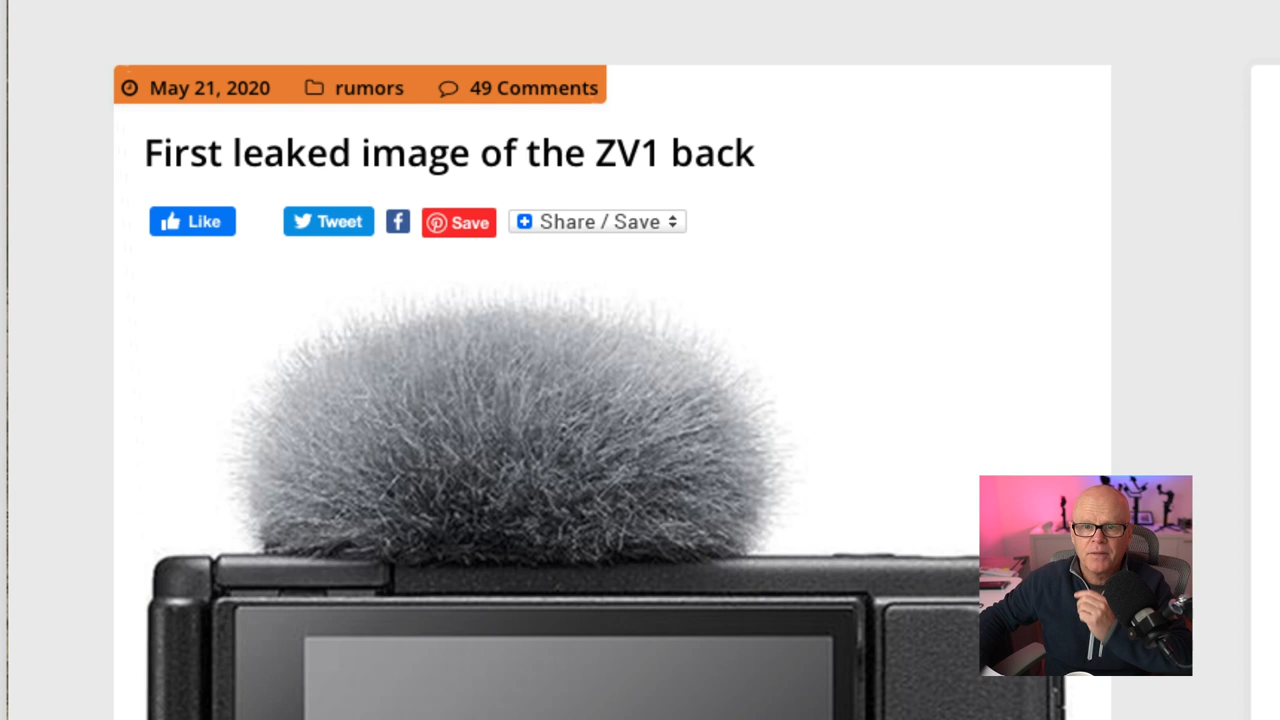 May 21, 2020 rumors 49 Comments
First leaked image of the ZV1 back
Like Tweet f Save Share / Save